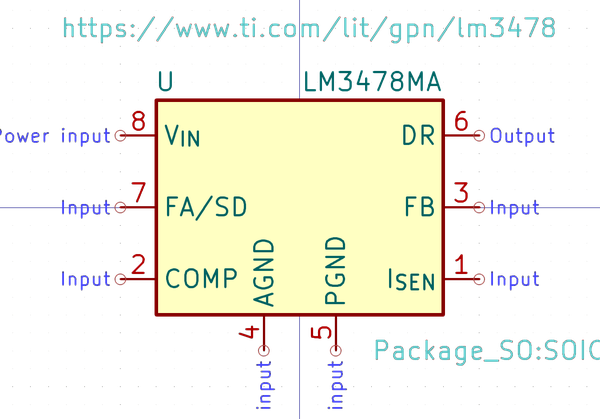 https://www.ti.com/lit/gpn/lm3478
U LM3478MA
Power input 8 VIN DR 6 Output
Input 7 FA/SD FB 3 Input
Input 2 COMP ISEN 1 Input
AGND PGND
4 5
input input
Package_SO:SOIC